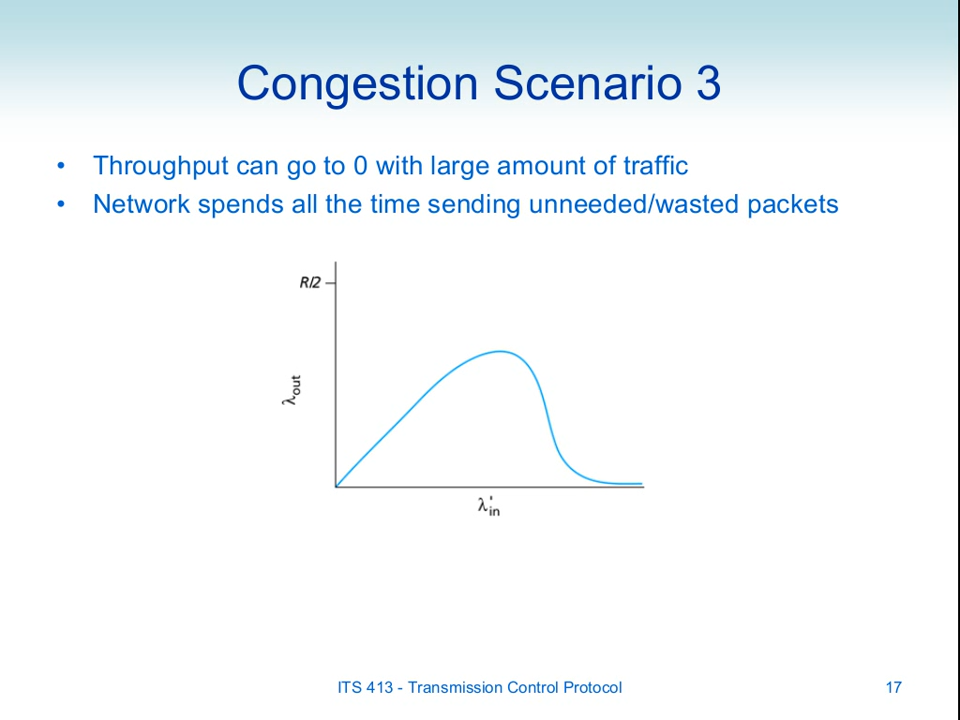 Congestion Scenario 3
• Throughput can go to 0 with large amount of traffic
• Network spends all the time sending unneeded/wasted packets
R/2
λout
λ'in
ITS 413 - Transmission Control Protocol
17